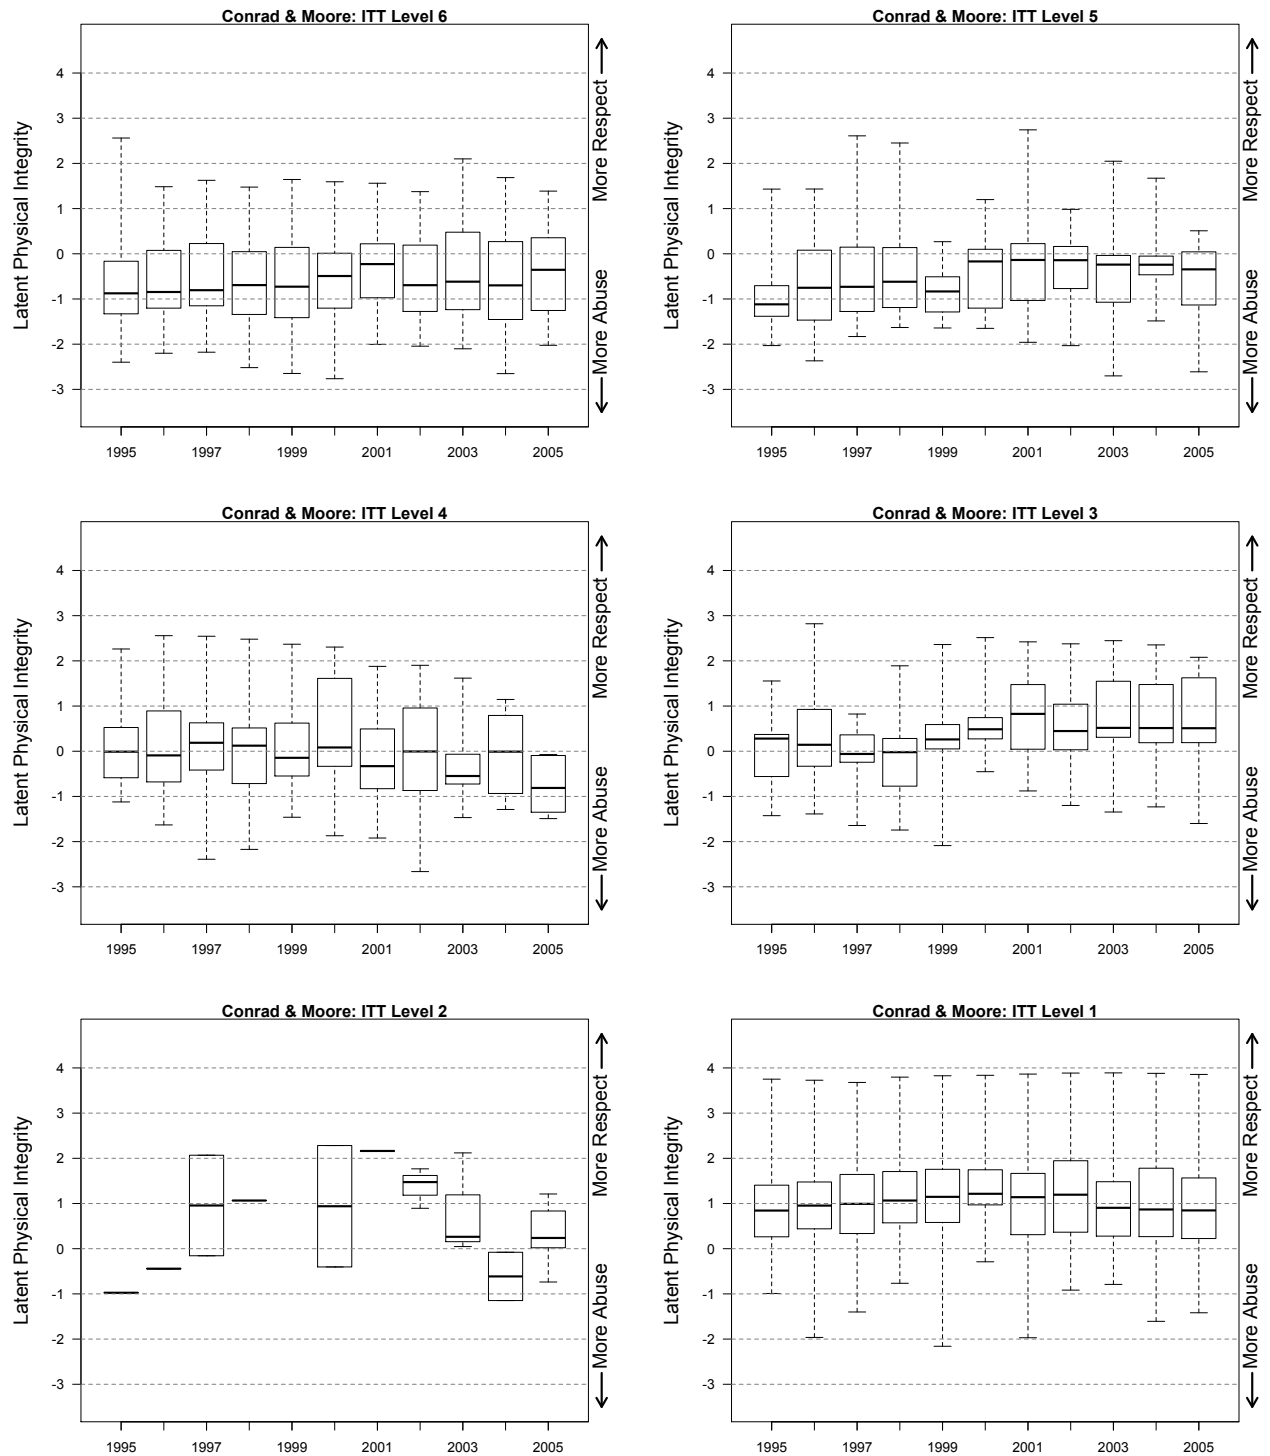 Conrad & Moore: ITT Level 6
Latent Physical Integrity
4
3
2
1
0
-1
-2
-3
1995 1997 1999 2001 2003 2005
More Abuse More Respect
Conrad & Moore: ITT Level 5
Latent Physical Integrity
4
3
2
1
0
-1
-2
-3
1995 1997 1999 2001 2003 2005
More Abuse More Respect
Conrad & Moore: ITT Level 4
Latent Physical Integrity
4
3
2
1
0
-1
-2
-3
1995 1997 1999 2001 2003 2005
More Abuse More Respect
Conrad & Moore: ITT Level 3
Latent Physical Integrity
4
3
2
1
0
-1
-2
-3
1995 1997 1999 2001 2003 2005
More Abuse More Respect
Conrad & Moore: ITT Level 2
Latent Physical Integrity
4
3
2
1
0
-1
-2
-3
1995 1997 1999 2001 2003 2005
More Abuse More Respect
Conrad & Moore: ITT Level 1
Latent Physical Integrity
4
3
2
1
0
-1
-2
-3
1995 1997 1999 2001 2003 2005
More Abuse More Respect